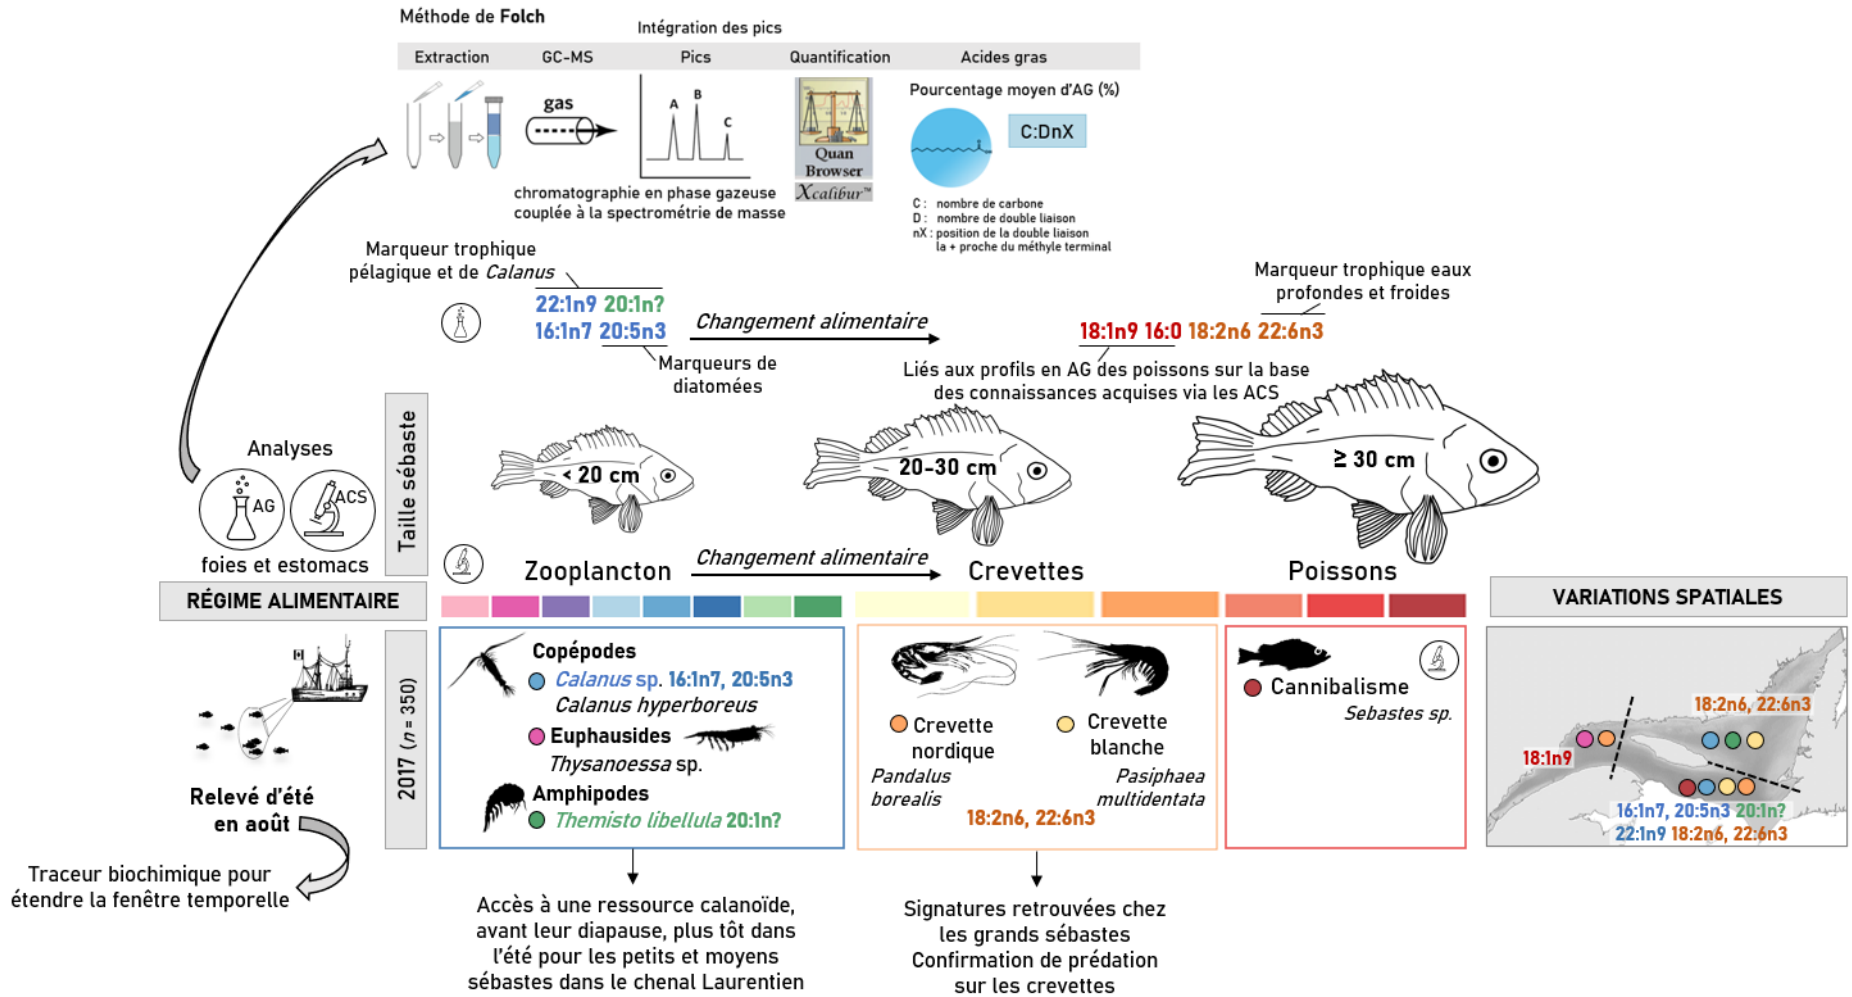 Méthode de Folch
Intégration des pics
Extraction
GC-MS
Pics
Quantification
Acides gras
gas
A
B
C
Quan
Browser
Xcalibur™
Pourcentage moyen d'AG (%)
C:DnX
chromatographie en phase gazeuse
couplée à la spectrométrie de masse
C : nombre de carbone
D : nombre de double liaison
nX : position de la double liaison
la + proche du méthyle terminal
Marqueur trophique
pélagique et de Calanus
22:1n9 20:1n?
16:1n7 20:5n3
Marqueurs de
diatomées
Changement alimentaire
Marqueur trophique eaux
profondes et froides
18:1n9 16:0 18:2n6 22:6n3
Liés aux profils en AG des poissons sur la base
des connaissances acquises via les ACS
Analyses
AG
ACS
foies et estomacs
Taille sébaste
< 20 cm
20-30 cm
≥ 30 cm
Zooplancton
Changement alimentaire
Crevettes
Poissons
RÉGIME ALIMENTAIRE
VARIATIONS SPATIALES
Relevé d'été
en août
Traceur biochimique pour
étendre la fenêtre temporelle
2017 (n = 350)
Copépodes
Calanus sp. 16:1n7, 20:5n3
Calanus hyperboreus
Euphausides
Thysanoessa sp.
Amphipodes
Themisto libellula 20:1n?
Crevette
nordique
Pandalus
borealis
Crevette
blanche
Pasiphaea
multidentata
18:2n6, 22:6n3
Cannibalisme
Sebastes sp.
18:2n6, 22:6n3
18:1n9
16:1n7, 20:5n3 20:1n?
22:1n9 18:2n6, 22:6n3
Accès à une ressource calanoïde,
avant leur diapause, plus tôt dans
l'été pour les petits et moyens
sébastes dans le chenal Laurentien
Signatures retrouvées chez
les grands sébastes
Confirmation de prédation
sur les crevettes